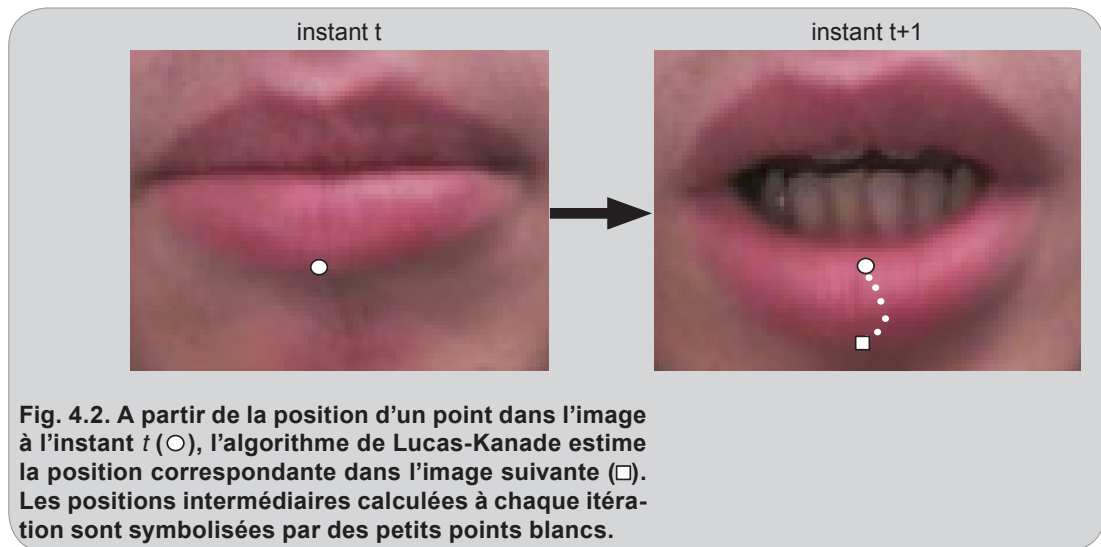 instant t
instant t+1
Fig. 4.2. A partir de la position d’un point dans l’image
à l’instant t (○), l’algorithme de Lucas-Kanade estime
la position correspondante dans l’image suivante (□).
Les positions intermédiaires calculées à chaque itéra-
tion sont symbolisées par des petits points blancs.